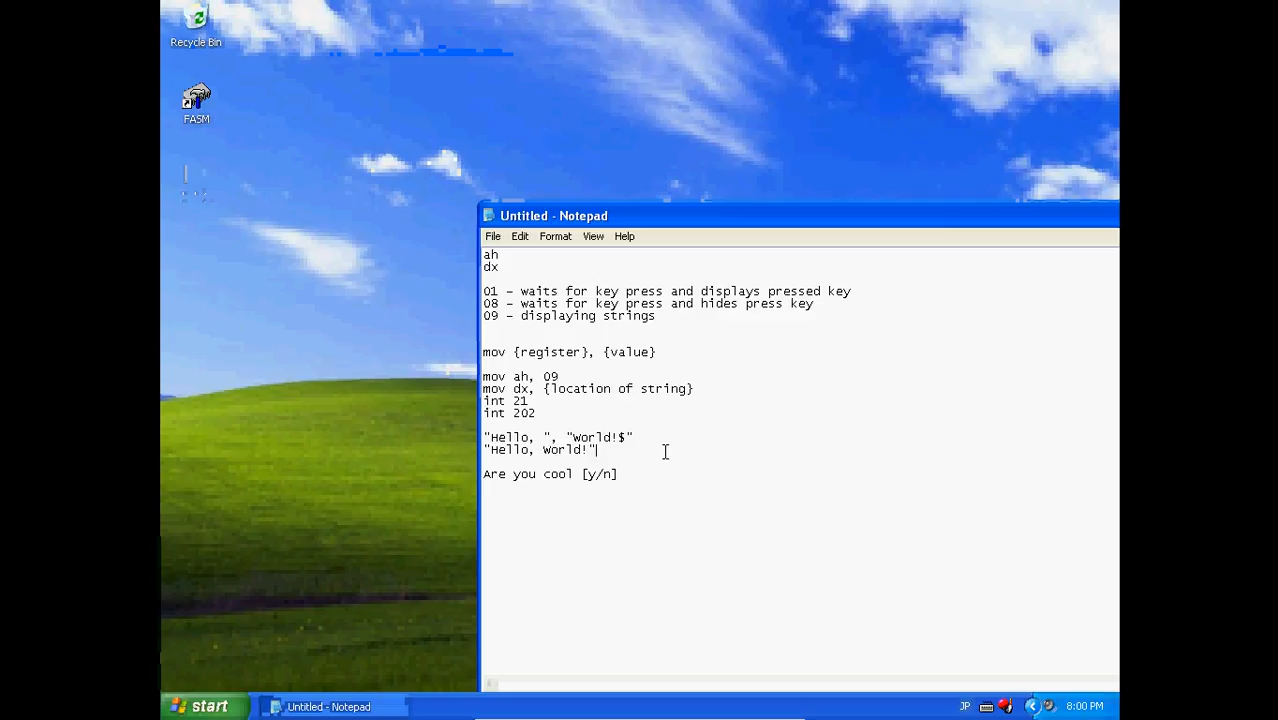 Recycle Bin
FASM
Untitled - Notepad
File Edit Format View Help
ah
dx
01 - waits for key press and displays pressed key
08 - waits for key press and hides press key
09 - displaying strings
mov {register}, {value}
mov ah, 09
mov dx, {location of string}
int 21
int 202
"Hello, ", "World!$"
"Hello, World!"
Are you cool [y/n]
start
Untitled - Notepad
JP
8:00 PM